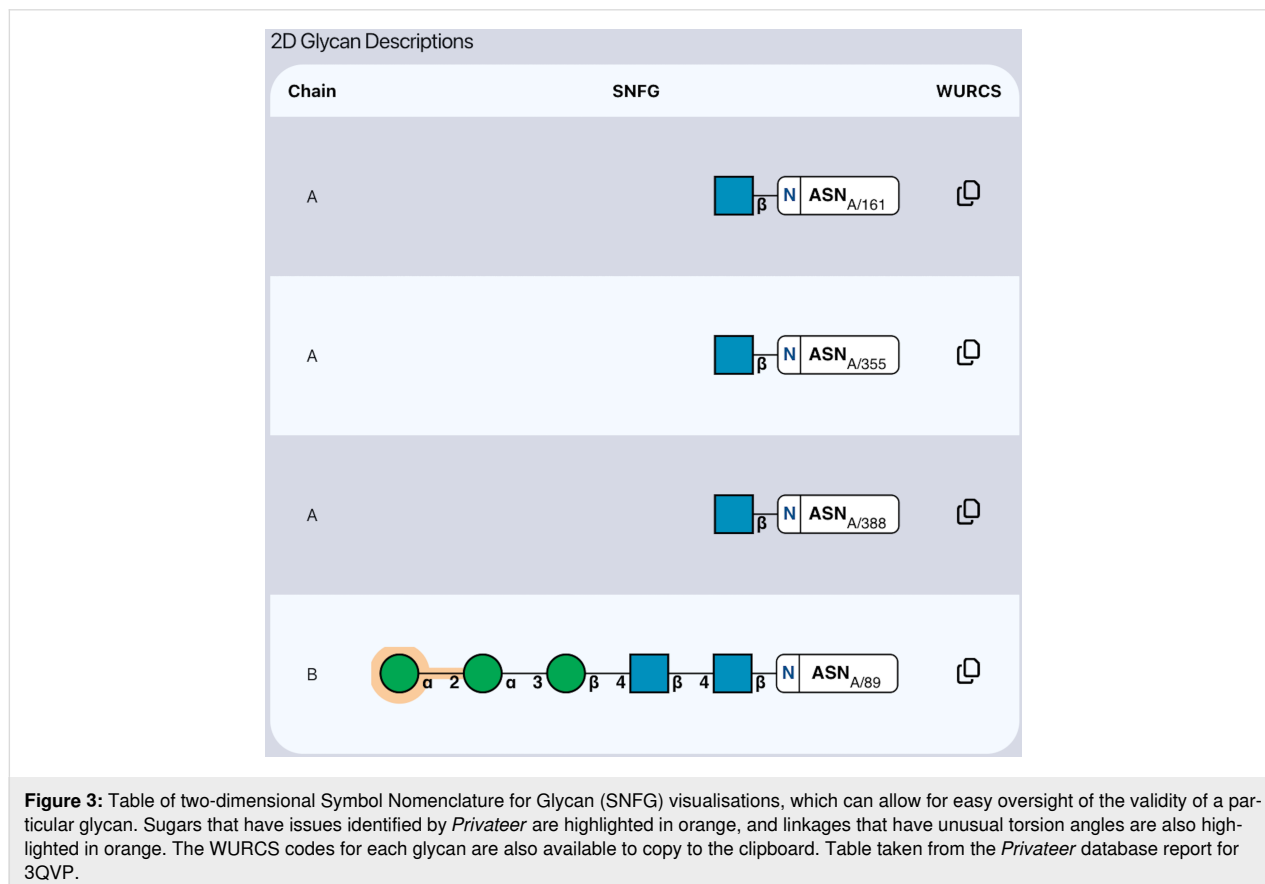 2D Glycan Descriptions
Chain SNFG WURCS
A β N ASN A/161
A β N ASN A/355
A β N ASN A/388
B α 2 α 3 β 4 β 4 β N ASN A/89
Figure 3: Table of two-dimensional Symbol Nomenclature for Glycan (SNFG) visualisations, which can allow for easy oversight of the validity of a par-
ticular glycan. Sugars that have issues identified by Privateer are highlighted in orange, and linkages that have unusual torsion angles are also high-
lighted in orange. The WURCS codes for each glycan are also available to copy to the clipboard. Table taken from the Privateer database report for
3QVP.